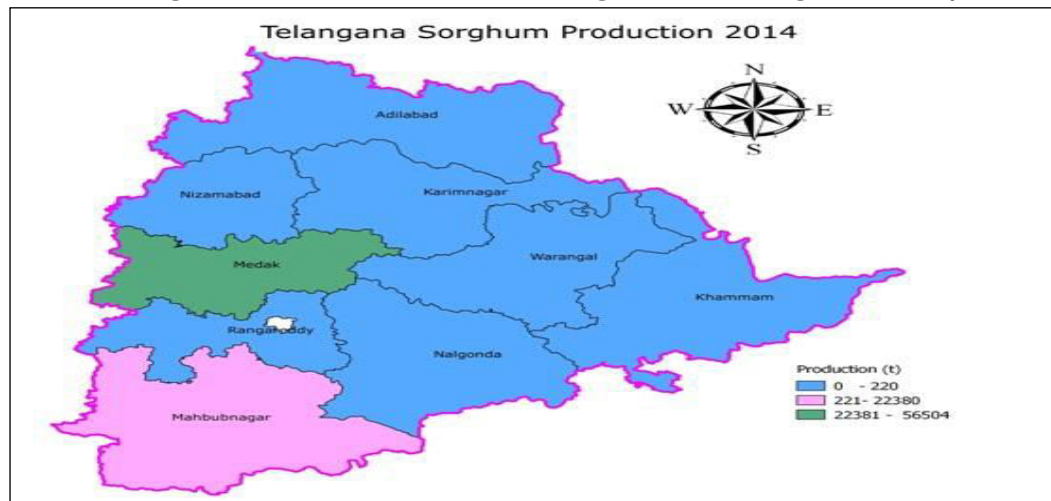 Telangana Sorghum Production 2014
N
W E
S
Adilabad
Nizamabad
Karimnagar
Medak
Warangal
Khammam
Nalgonda
Mahbubnagar
Production (t)
0 - 220
221- 22380
22381 - 56504